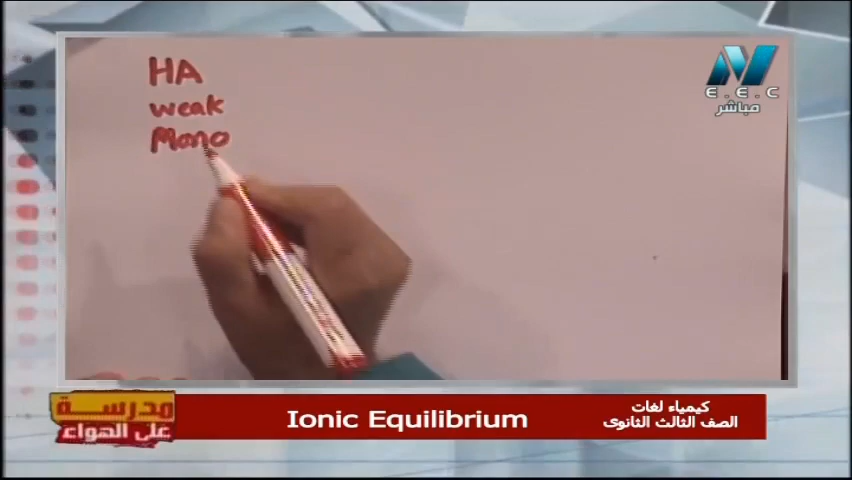 HA
weak
Mono
E.E.C
مباشر
مدرسة
على الهواء
Ionic Equilibrium
كيمياء لغات
الصف الثالث الثانوى